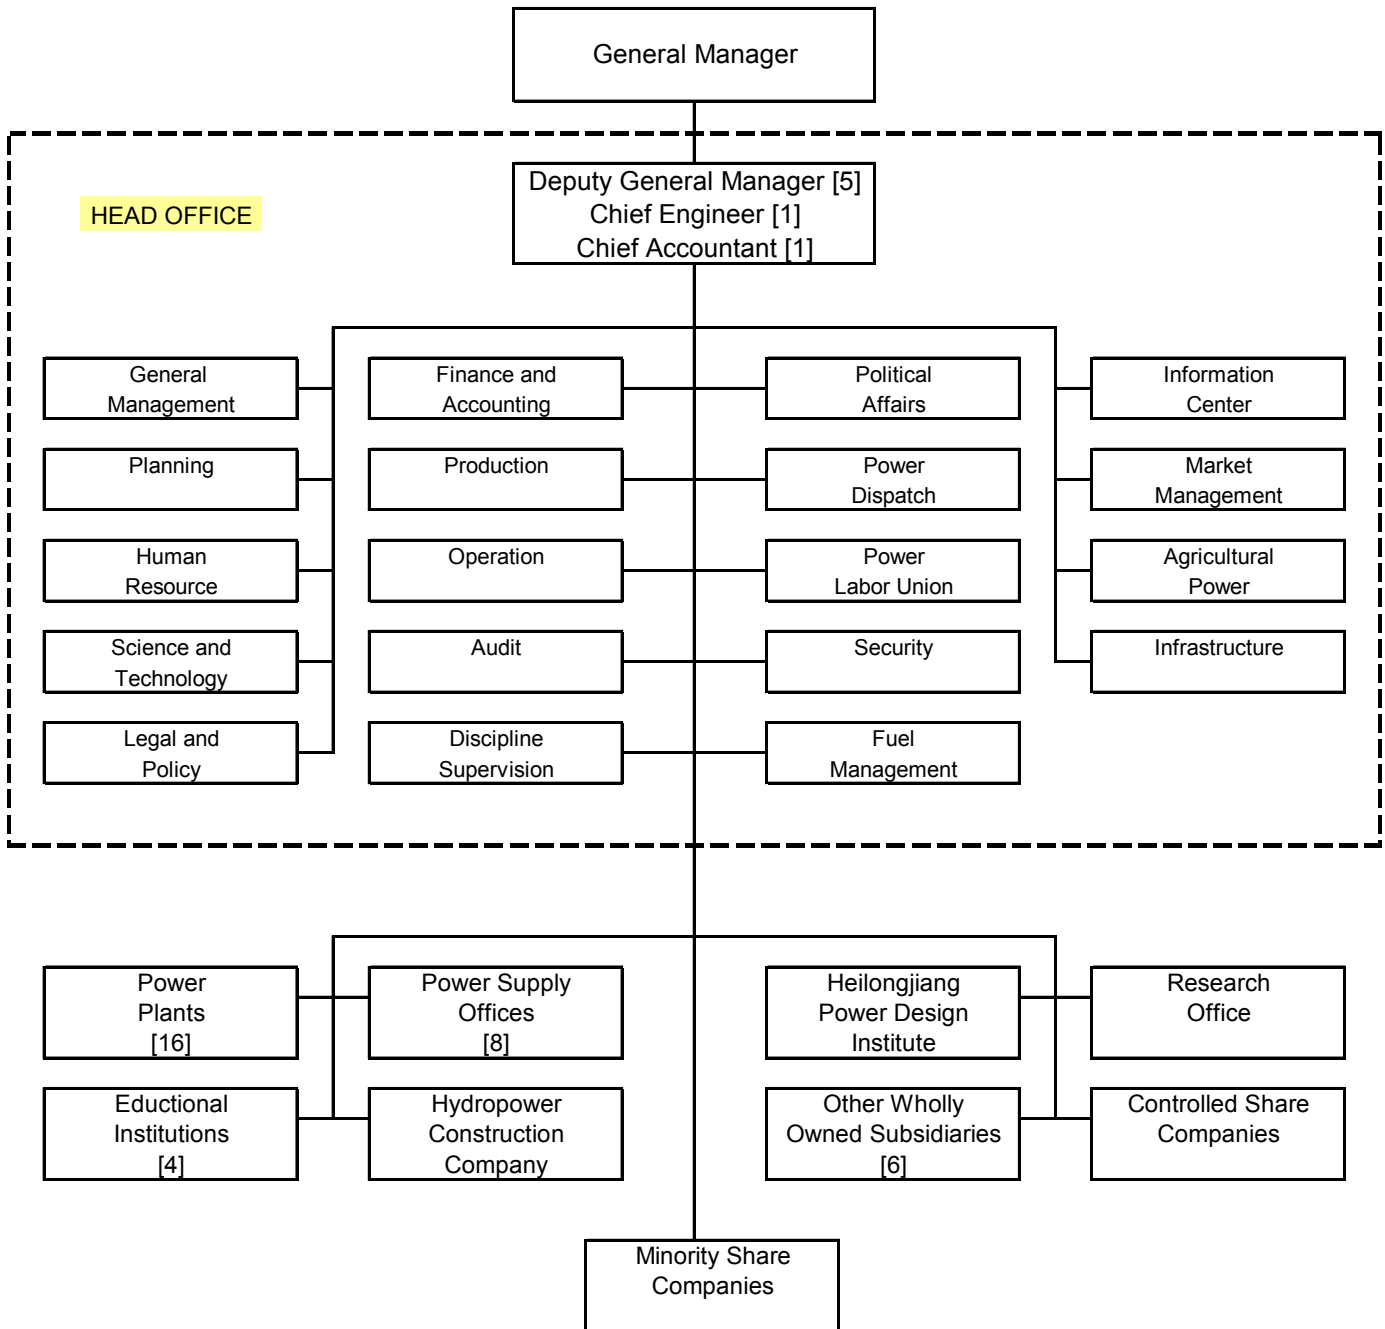 General Manager
Deputy General Manager [5]
Chief Engineer [1]
Chief Accountant [1]
HEAD OFFICE
General
Management
Finance and
Accounting
Political
Affairs
Information
Center
Planning
Production
Power
Dispatch
Market
Management
Human
Resource
Operation
Power
Labor Union
Agricultural
Power
Science and
Technology
Audit
Security
Infrastructure
Legal and
Policy
Discipline
Supervision
Fuel
Management
Power
Plants
[16]
Power Supply
Offices
[8]
Heilongjiang
Power Design
Institute
Research
Office
Eductional
Institutions
[4]
Hydropower
Construction
Company
Other Wholly
Owned Subsidiaries
[6]
Controlled Share
Companies
Minority Share
Companies